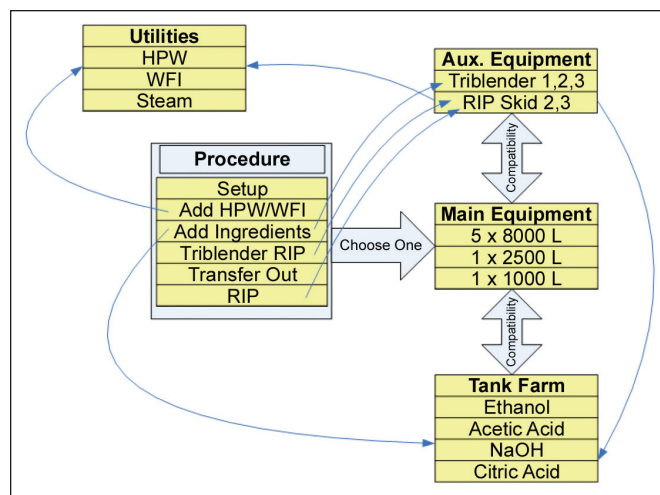 Utilities
HPW
WFI
Steam
Aux. Equipment
Triblender 1,2,3
RIP Skid 2,3
Compatibility
Procedure
Setup
Add HPW/WFI
Add Ingredients
Triblender RIP
Transfer Out
RIP
Choose One
Main Equipment
5 x 8000 L
1 x 2500 L
1 x 1000 L
Compatibility
Tank Farm
Ethanol
Acetic Acid
NaOH
Citric Acid